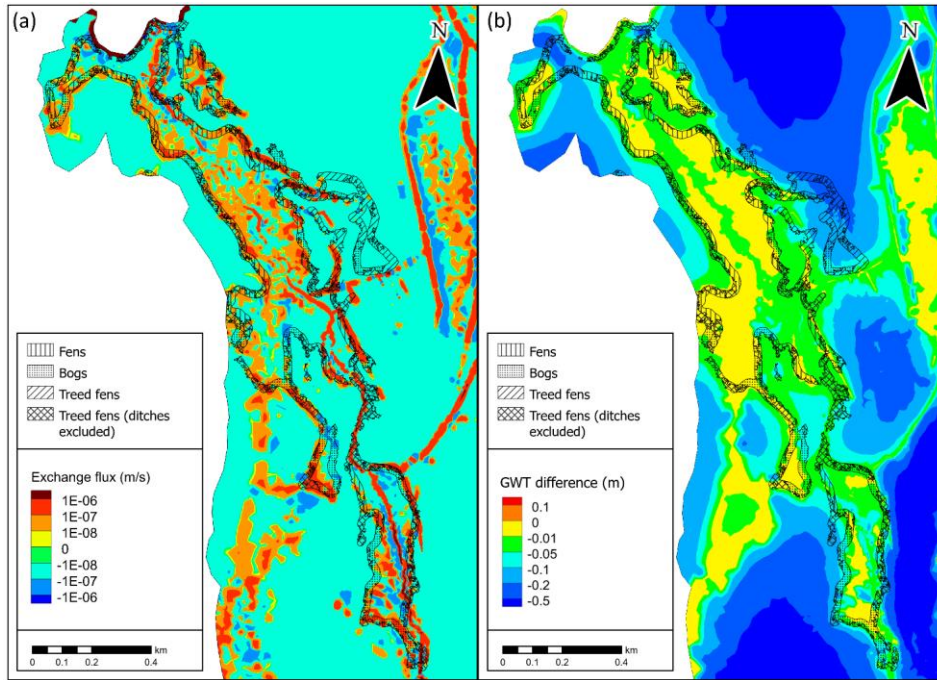 (a)
N
Fens
Bogs
Treed fens
Treed fens (ditches
excluded)
Exchange flux (m/s)
1E-06
1E-07
1E-08
0
-1E-08
-1E-07
-1E-06
0 0.1 0.2 0.4
km
(b)
N
Fens
Bogs
Treed fens
Treed fens (ditches
excluded)
GWT difference (m)
0.1
0
-0.01
-0.05
-0.1
-0.2
-0.5
0 0.1 0.2 0.4
km